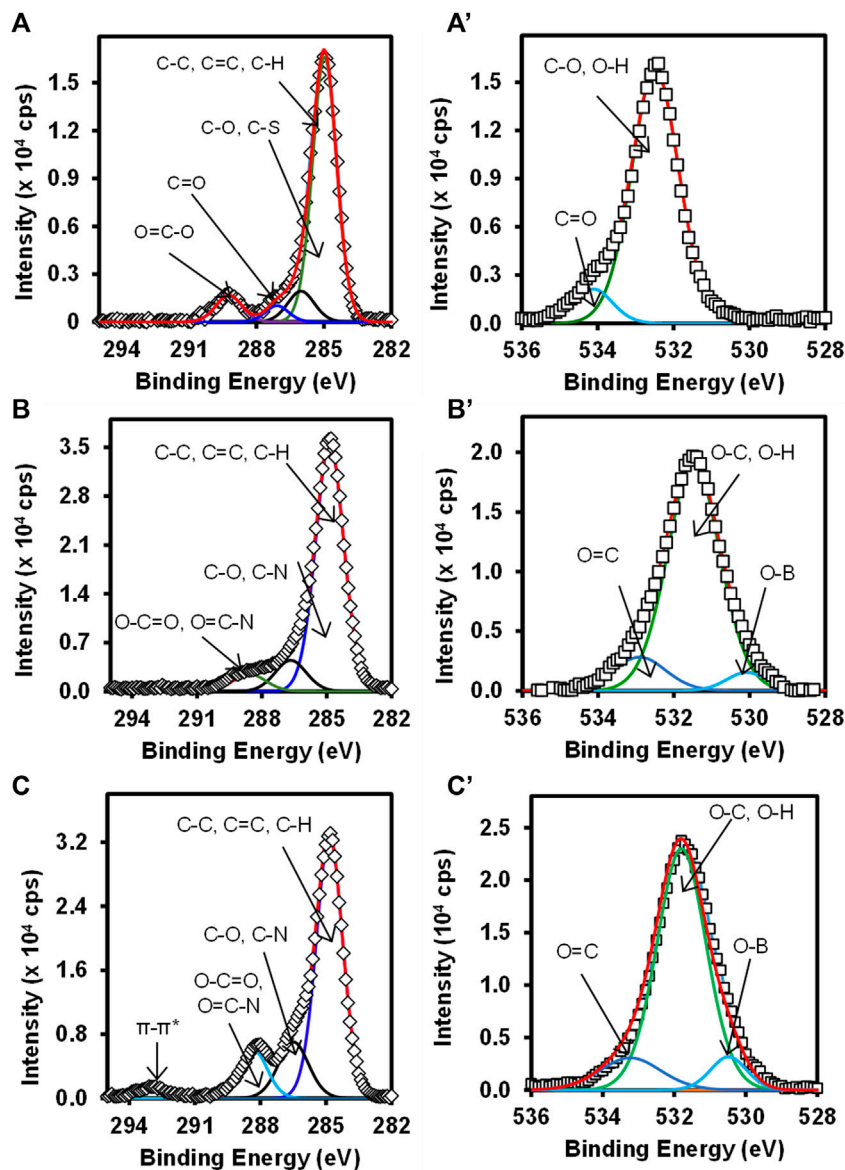 A
Intensity (x 10⁴ cps)
1.5
1.2
0.9
0.6
0.3
0
C-C, C=C, C-H
C-O, C-S
C=O
O=C-O
294
291
288
285
282
Binding Energy (eV)
A'
Intensity (x 10⁴ cps)
1.5
1.2
0.9
0.6
0.3
0.0
C-O, O-H
C=O
536
534
532
530
528
Binding Energy (eV)
B
Intensity (x 10⁴ cps)
3.5
2.8
2.1
1.4
0.7
0.0
C-C, C=C, C-H
C-O, C-N
O-C=O, O=C-N
294
291
288
285
282
Binding Energy (eV)
B'
Intensity (x 10⁴ cps)
2.0
1.5
1.0
0.5
0.0
O-C, O-H
O=C
O-B
536
534
532
530
528
Binding Energy (eV)
C
Intensity (x 10⁴ cps)
3.2
2.4
1.6
0.8
0.0
C-C, C=C, C-H
C-O, C-N
O-C=O,
O=C-N
π-π*
294
291
288
285
282
Binding Energy (eV)
C'
Intensity (10⁴ cps)
2.5
2.0
1.5
1.0
0.5
0.0
O-C, O-H
O=C
O-B
536
534
532
530
528
Binding Energy (eV)